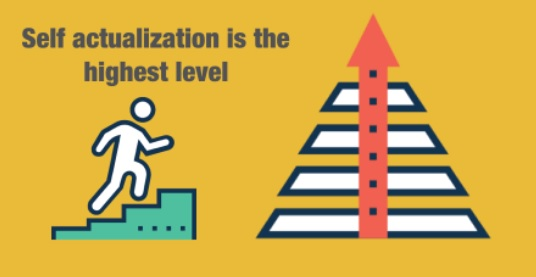 Self actualization is the
highest level